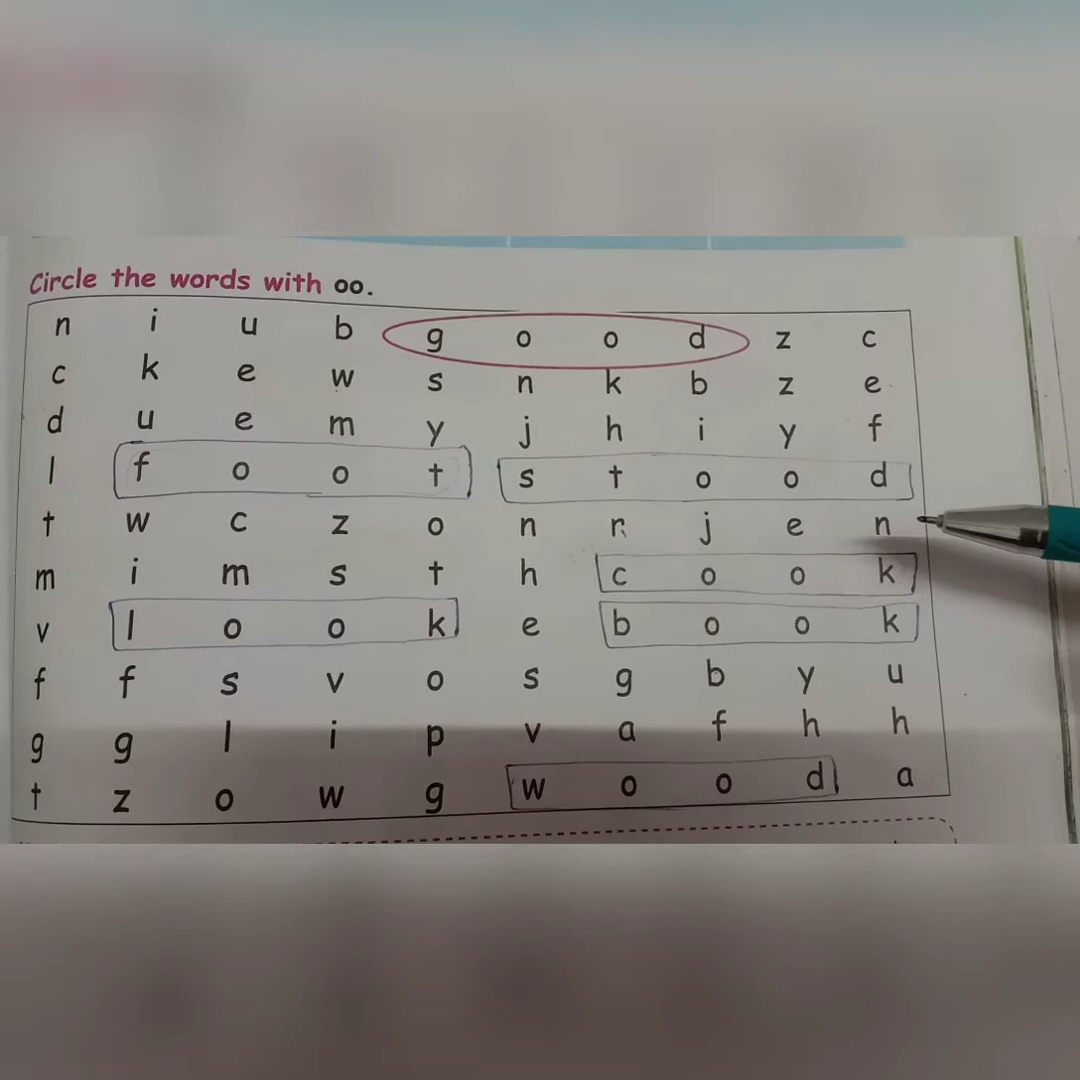 Circle the words with oo.
n i u b g o o d z c
c k e w s n k b z e
d u e m y j h i y f
l f o o t s t o o d
t w c z o n r j e n
m i m s t h c o o k
v l o o k e b o o k
f f s v o s g b y u
g g l i p v a f h h
t z o w g w o o d a